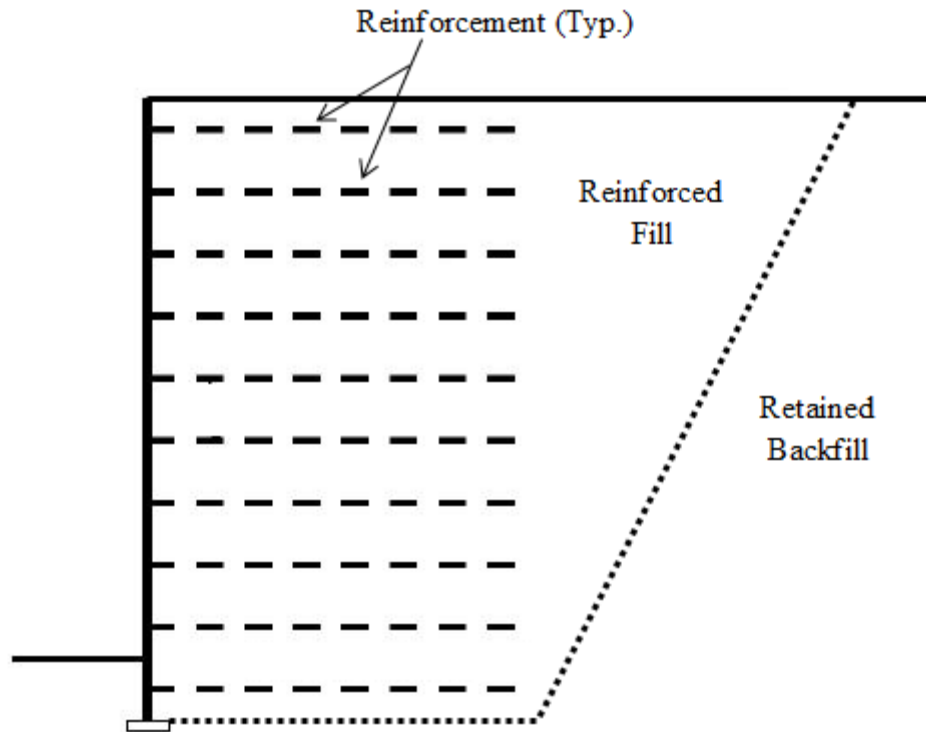 Reinforcement (Typ.)
Reinforced
Fill
Retained
Backfill